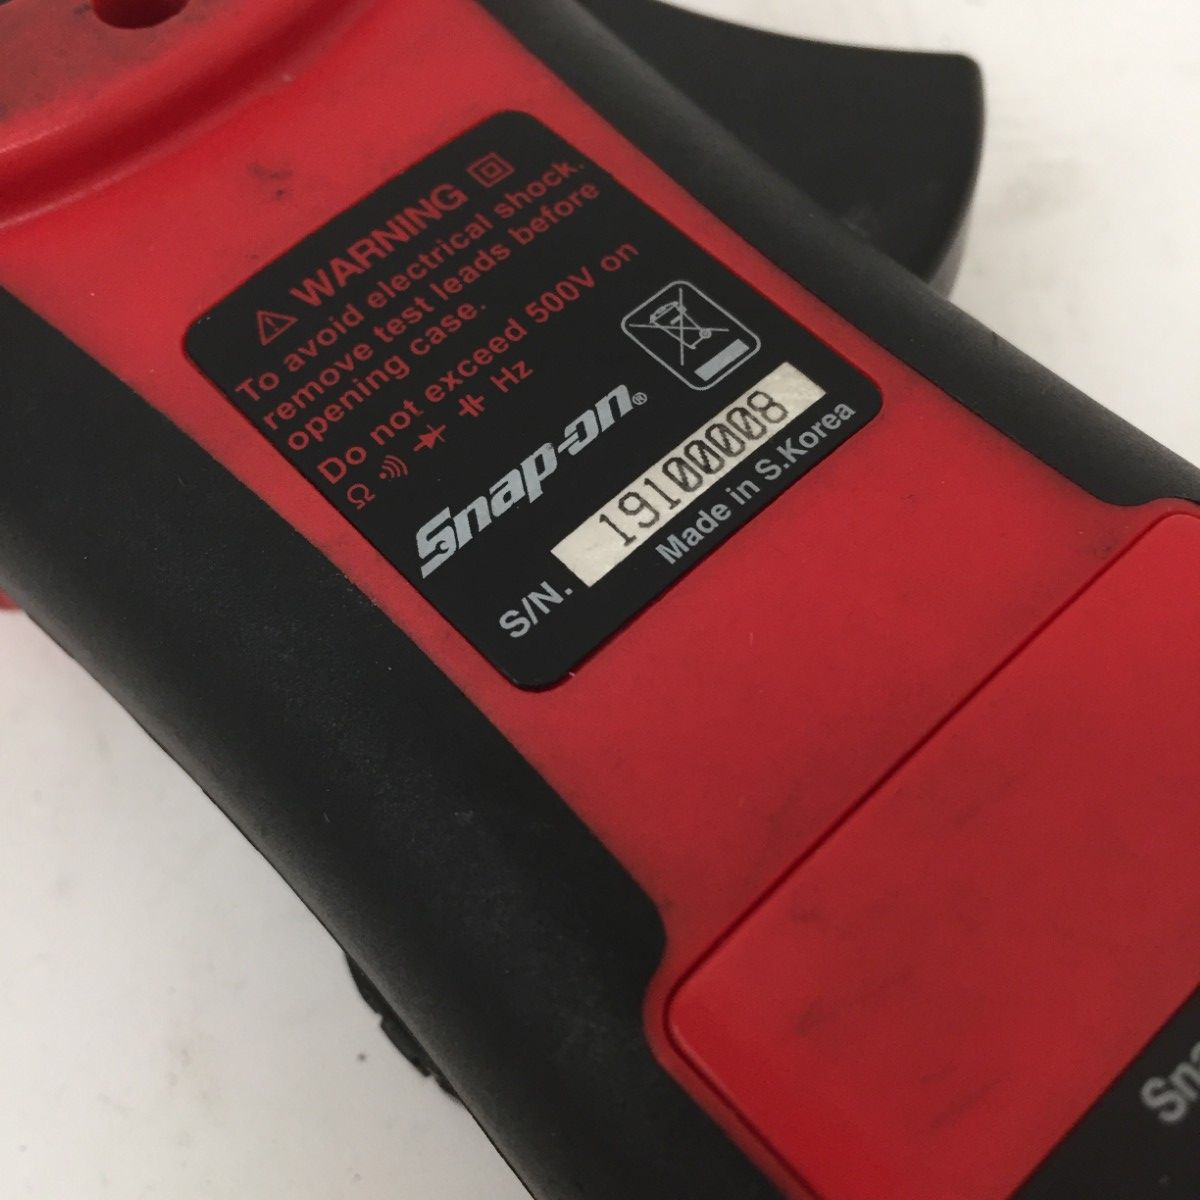 ⚠ WARNING
To avoid electrical shock.
remove test leads before
opening case.
Do not exceed 500V on
Ω Hz
Snap-on®
S/N. 19100008
Made in S.Korea
Sna